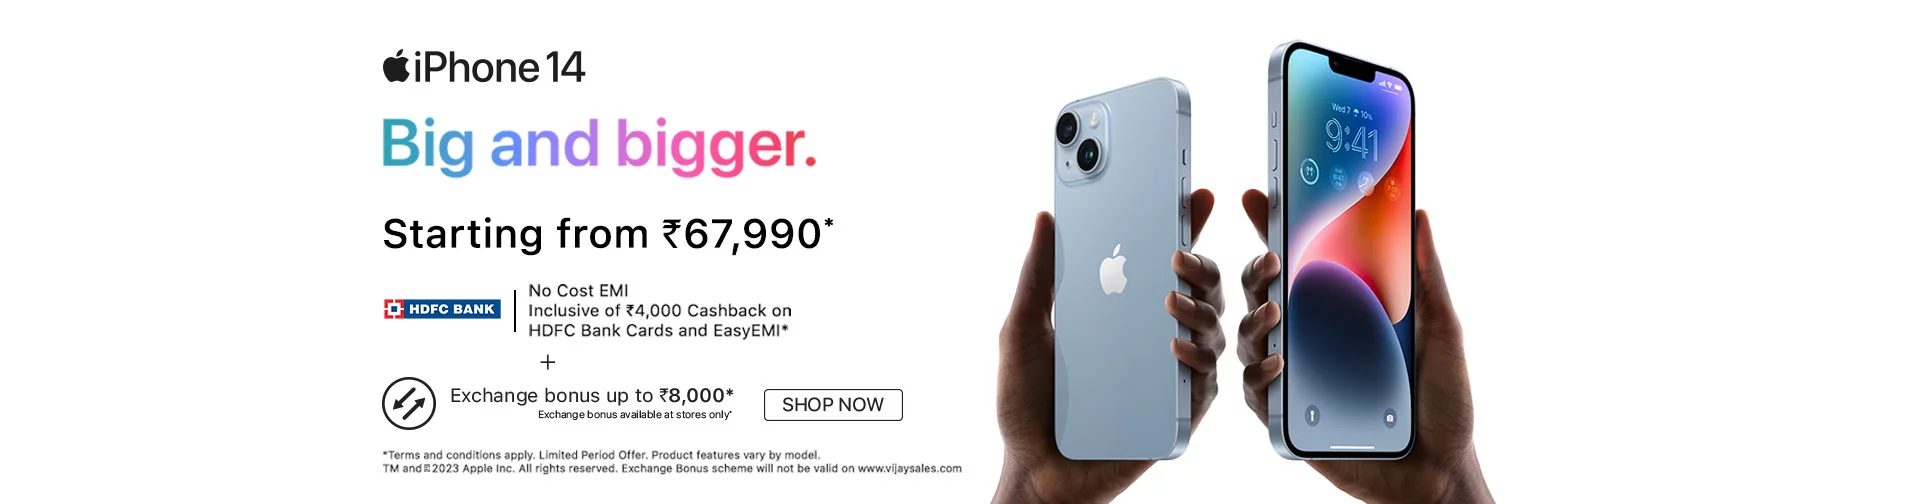 iPhone 14
Big and bigger.
Starting from ₹67,990*
HDFC BANK
No Cost EMI
Inclusive of ₹4,000 Cashback on
HDFC Bank Cards and EasyEMI*
+
Exchange bonus up to ₹8,000*
Exchange bonus available at stores only*
SHOP NOW
*Terms and conditions apply. Limited Period Offer. Product features vary by model.
TM and 2023 Apple Inc. All rights reserved. Exchange Bonus scheme will not be valid on www.vijaysales.com
Wed 7 10%
9:41